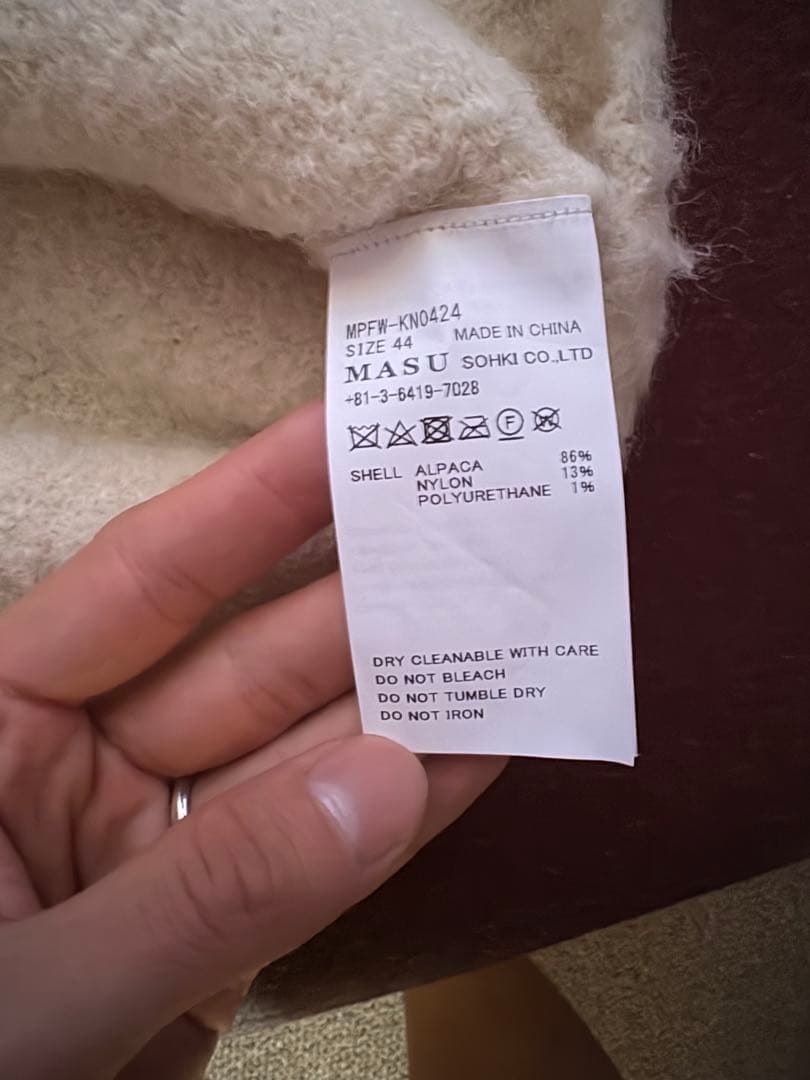 MPFW-KN0424
SIZE 44 MADE IN CHINA
MASU SOHKI CO.,LTD
+81-3-6419-7028
F W
SHELL ALPACA 86%
NYLON 13%
POLYURETHANE 1%
DRY CLEANABLE WITH CARE
DO NOT BLEACH
DO NOT TUMBLE DRY
DO NOT IRON